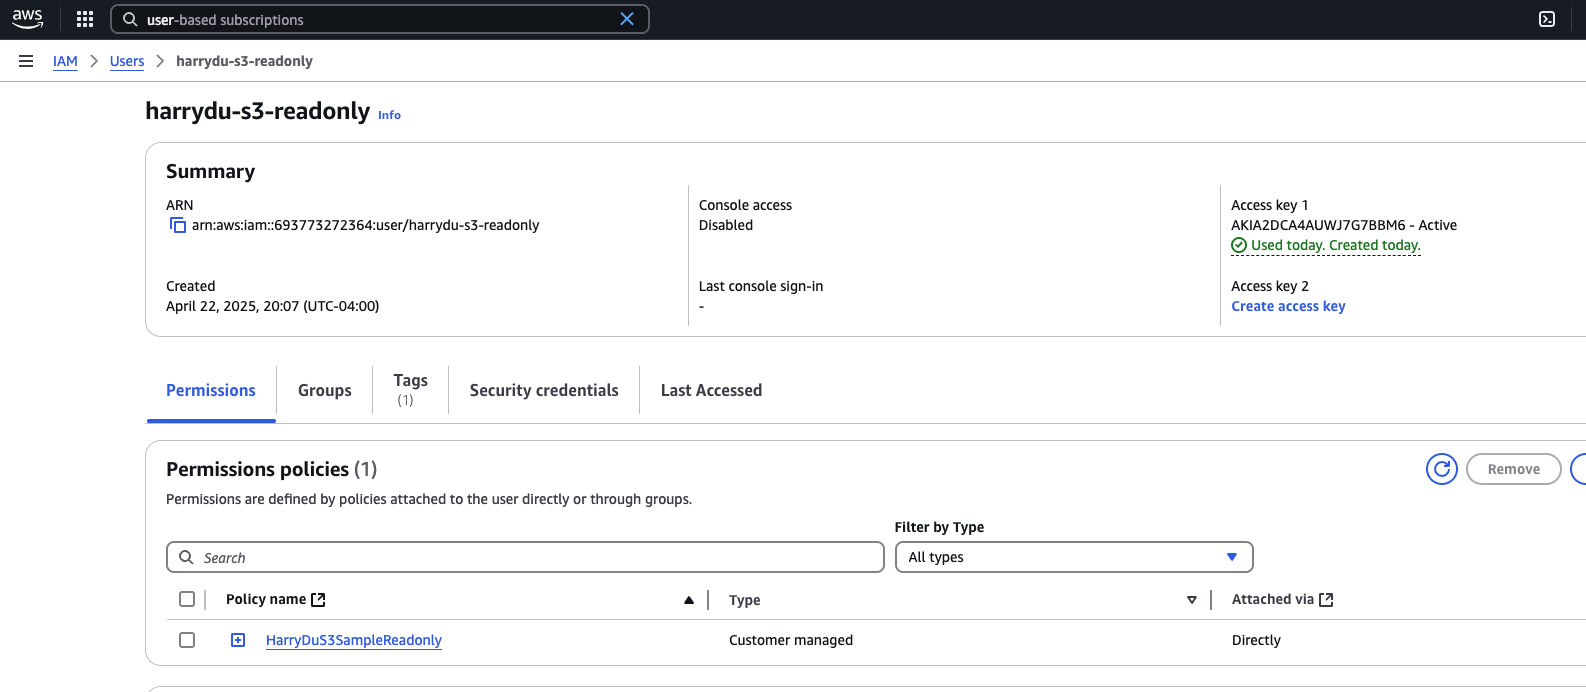 aws
user-based subscriptions
IAM > Users > harrydu-s3-readonly
harrydu-s3-readonly Info
Summary
ARN
arn:aws:iam::693773272364:user/harrydu-s3-readonly
Console access
Disabled
Access key 1
AKIA2DCA4AUWJ7G7BBM6 - Active
Used today. Created today.
Created
April 22, 2025, 20:07 (UTC-04:00)
Last console sign-in
-
Access key 2
Create access key
Permissions
Groups
Tags
(1)
Security credentials
Last Accessed
Permissions policies (1)
Remove
Permissions are defined by policies attached to the user directly or through groups.
Filter by Type
Search
All types
Policy name
Type
Attached via
HarryDuS3SampleReadonly
Customer managed
Directly